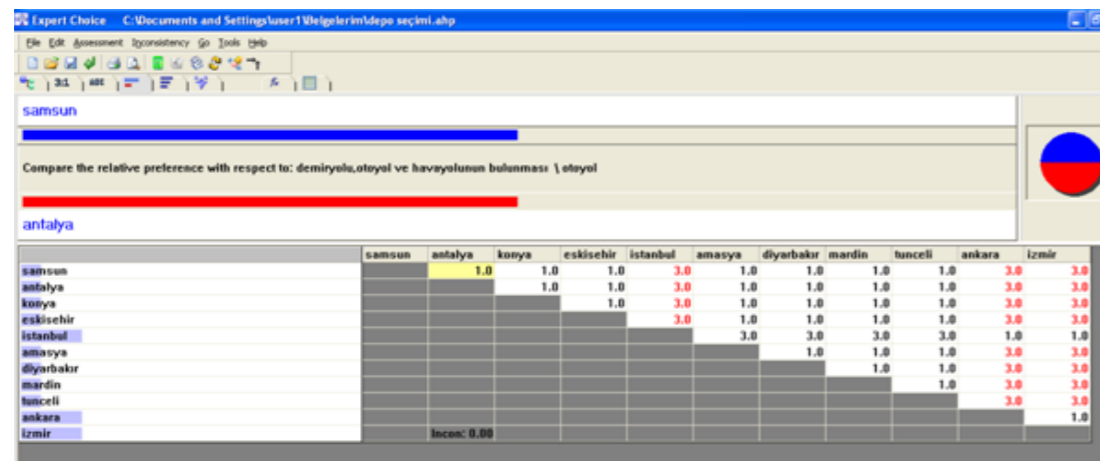 Expert Choice C:\Documents and Settings\user1\Belgelerim\depo seçimi.ahp
File Edit Assessment Inconsistency Go Tools Help
3:1 ABC
samsun
Compare the relative preference with respect to: demiryolu,otoyol ve havayolunun bulunması \ otoyol
antalya
samsun antalya konya eskisehir istanbul amasya diyarbakır mardin tunceli ankara izmir
samsun 1.0 1.0 1.0 3.0 1.0 1.0 1.0 1.0 3.0 3.0
antalya 1.0 1.0 3.0 1.0 1.0 1.0 1.0 3.0 3.0
konya 1.0 3.0 1.0 1.0 1.0 1.0 3.0 3.0
eskisehir 3.0 1.0 1.0 1.0 1.0 3.0 3.0
istanbul 3.0 3.0 3.0 3.0 1.0 1.0
amasya 1.0 1.0 1.0 3.0 3.0
diyarbakır 1.0 1.0 3.0 3.0
mardin 1.0 3.0 3.0
tunceli 3.0 3.0
ankara 1.0
izmir Incon: 0.00